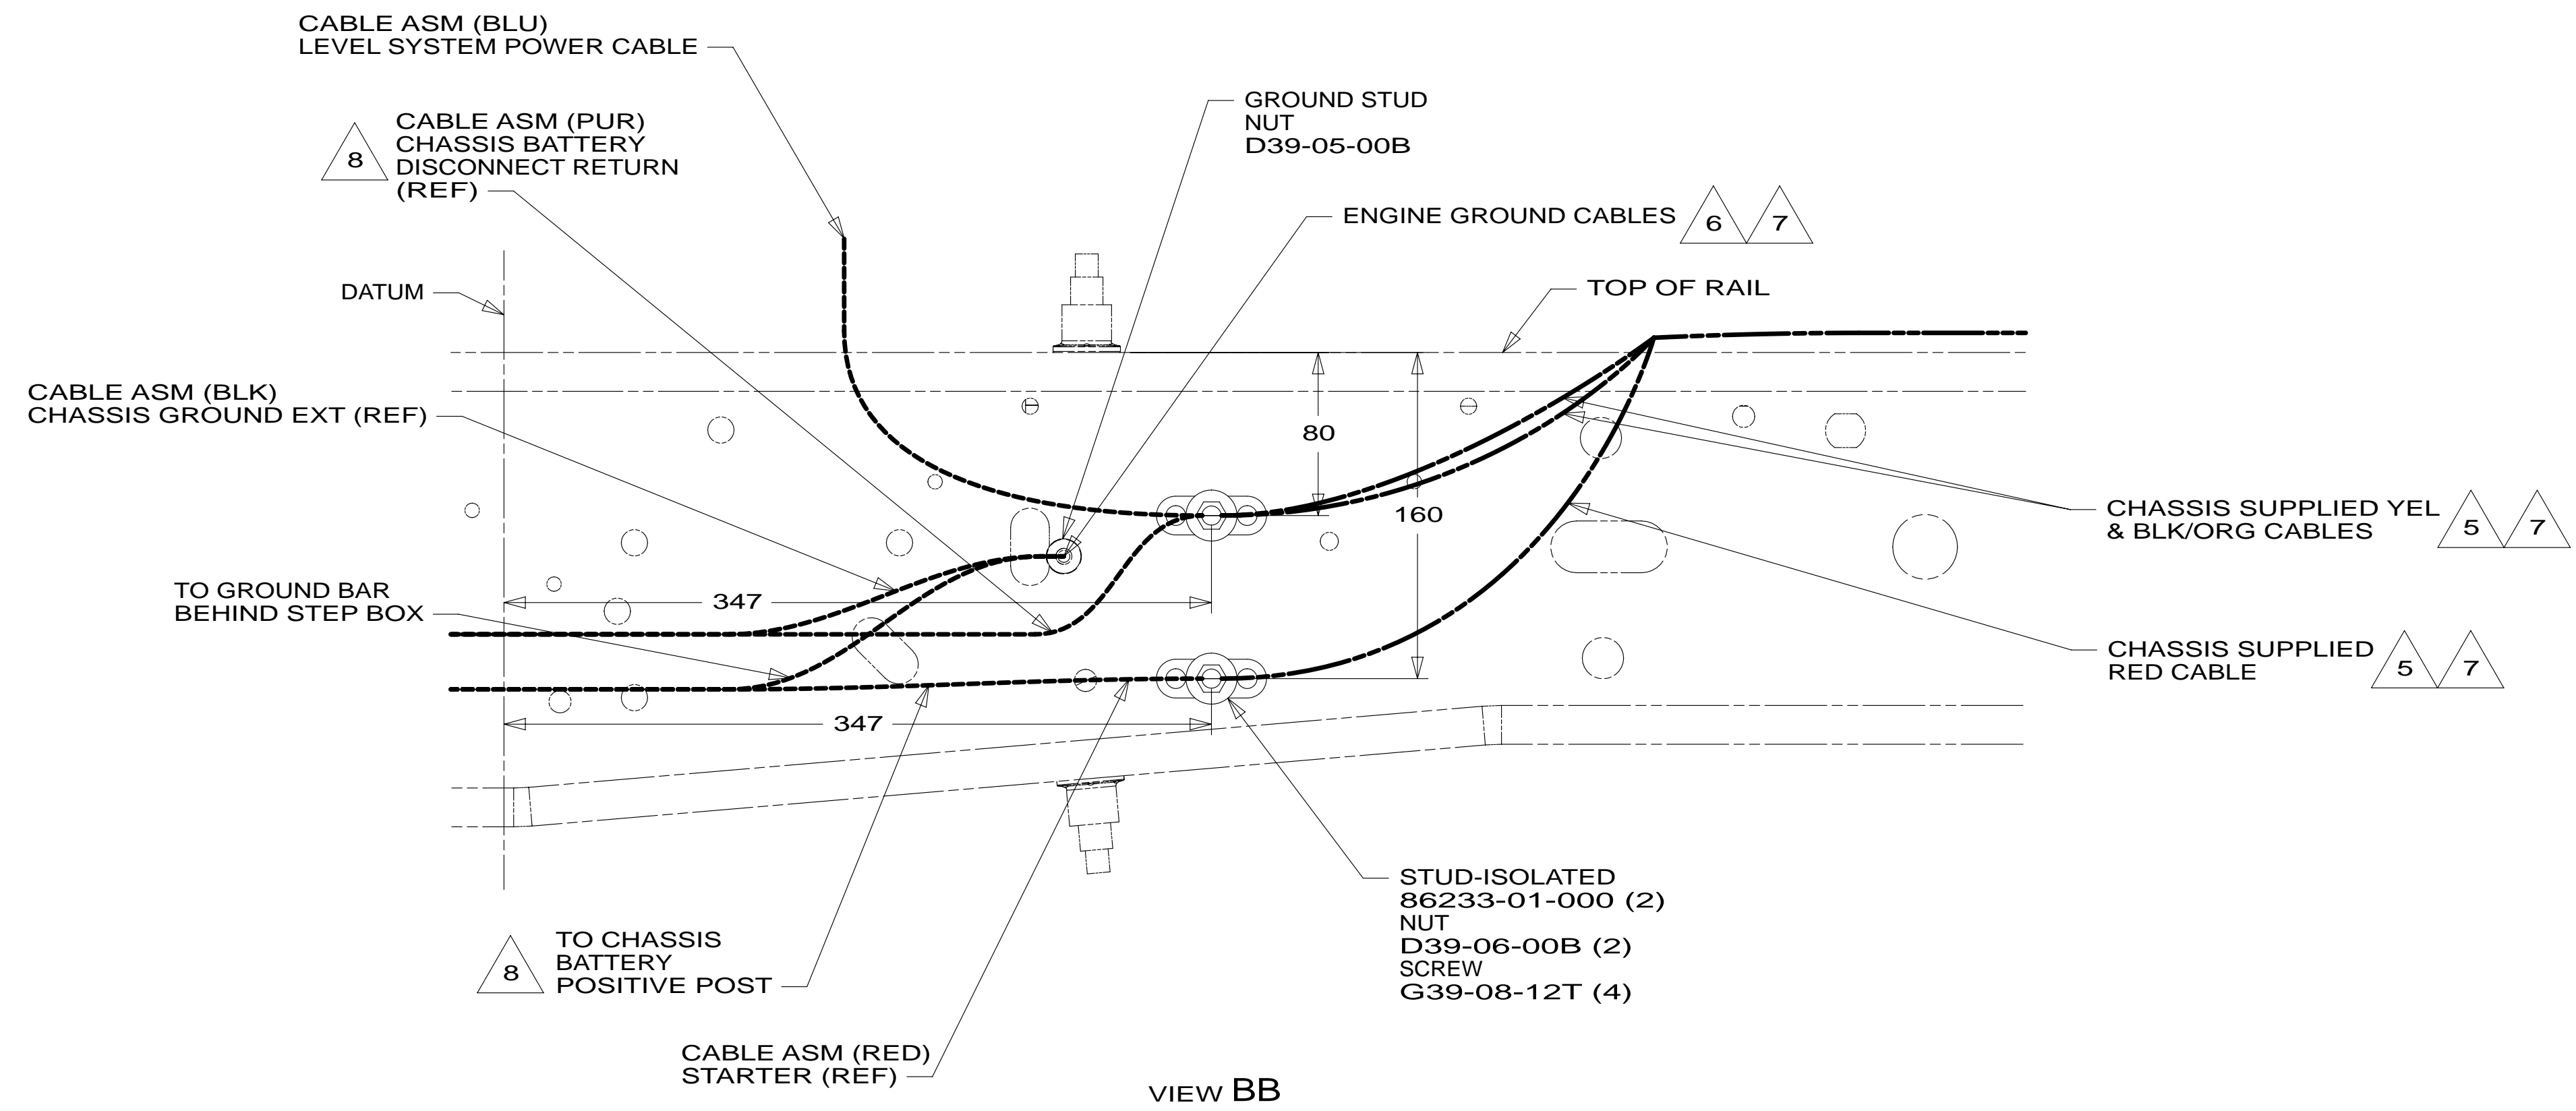 CABLE ASM (BLU)
LEVEL SYSTEM POWER CABLE
GROUND STUD
NUT
D39-05-00B
8
CABLE ASM (PUR)
CHASSIS BATTERY
DISCONNECT RETURN
(REF)
ENGINE GROUND CABLES
6
7
DATUM
TOP OF RAIL
CABLE ASM (BLK)
CHASSIS GROUND EXT (REF)
80
160
CHASSIS SUPPLIED YEL
& BLK/ORG CABLES
5
7
TO GROUND BAR
BEHIND STEP BOX
347
CHASSIS SUPPLIED
RED CABLE
5
7
347
STUD-ISOLATED
86233-01-000 (2)
NUT
D39-06-00B (2)
SCREW
G39-08-12T (4)
8
TO CHASSIS
BATTERY
POSITIVE POST
CABLE ASM (RED)
STARTER (REF)
VIEW BB